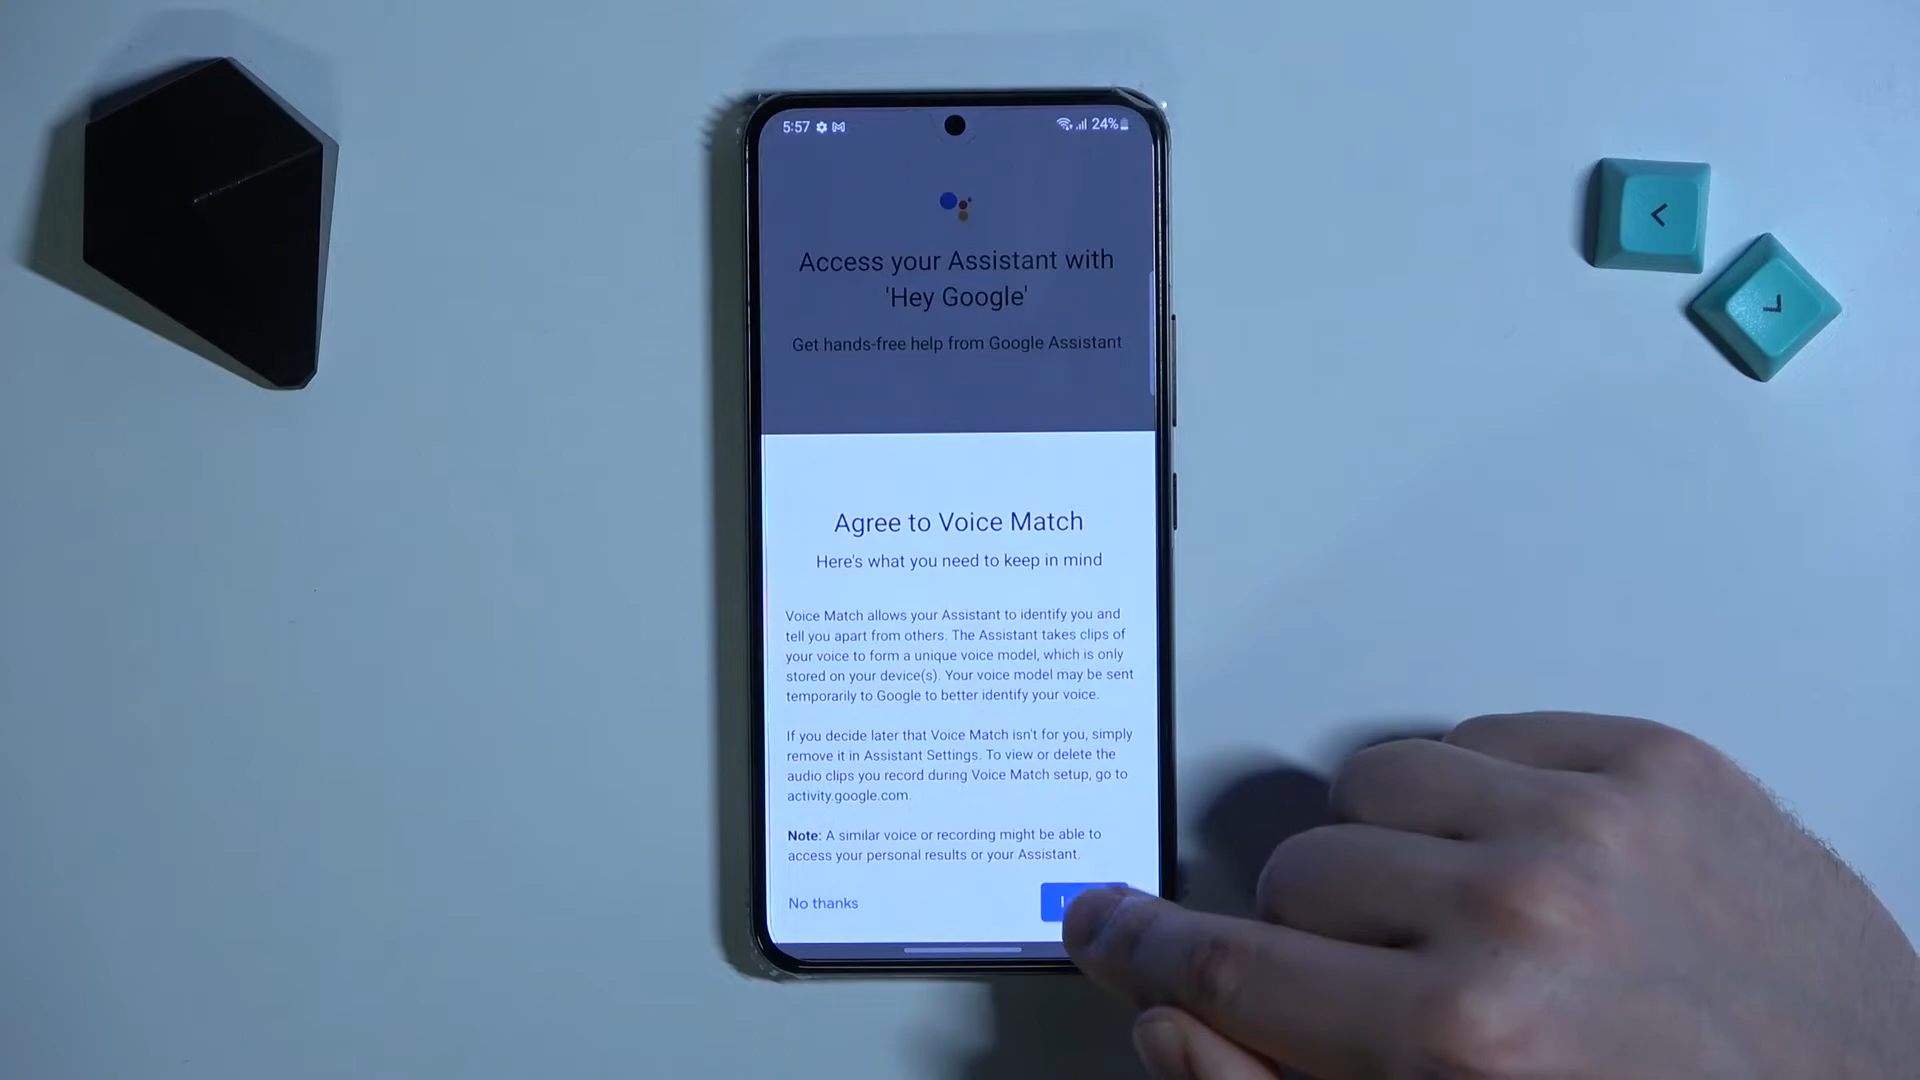 5:57
24%
Access your Assistant with
'Hey Google'
Get hands-free help from Google Assistant
Agree to Voice Match
Here's what you need to keep in mind
Voice Match allows your Assistant to identify you and
tell you apart from others. The Assistant takes clips of
your voice to form a unique voice model, which is only
stored on your device(s). Your voice model may be sent
temporarily to Google to better identify your voice.
If you decide later that Voice Match isn't for you, simply
remove it in Assistant Settings. To view or delete the
audio clips you record during Voice Match setup, go to
activity.google.com.
Note: A similar voice or recording might be able to
access your personal results or your Assistant.
No thanks
I